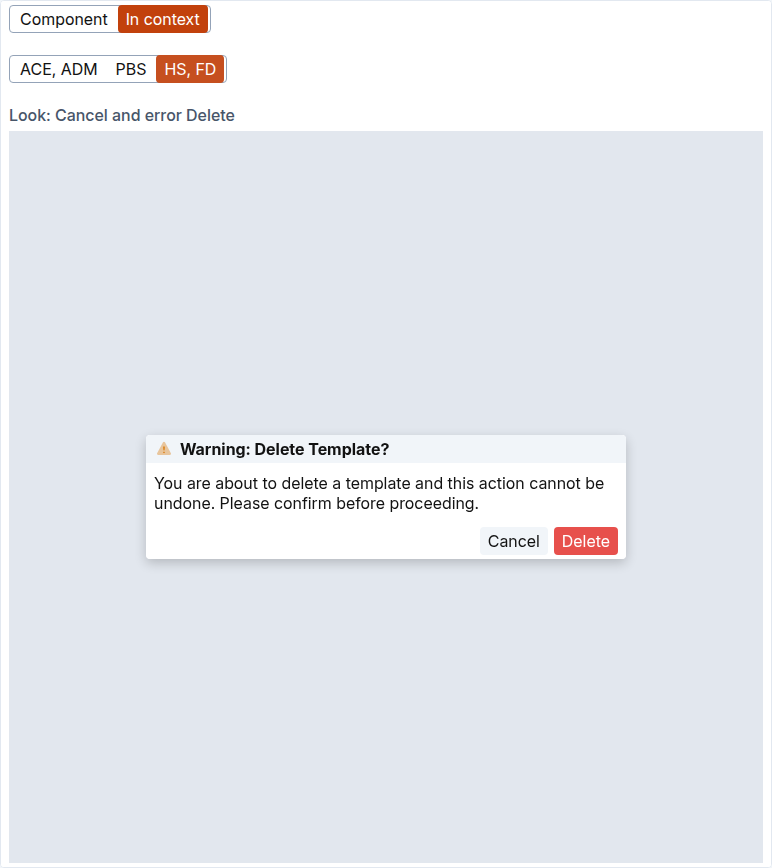 Component In context
ACE, ADM PBS HS, FD
Look: Cancel and error Delete
Warning: Delete Template?
You are about to delete a template and this action cannot be
undone. Please confirm before proceeding.
Cancel Delete